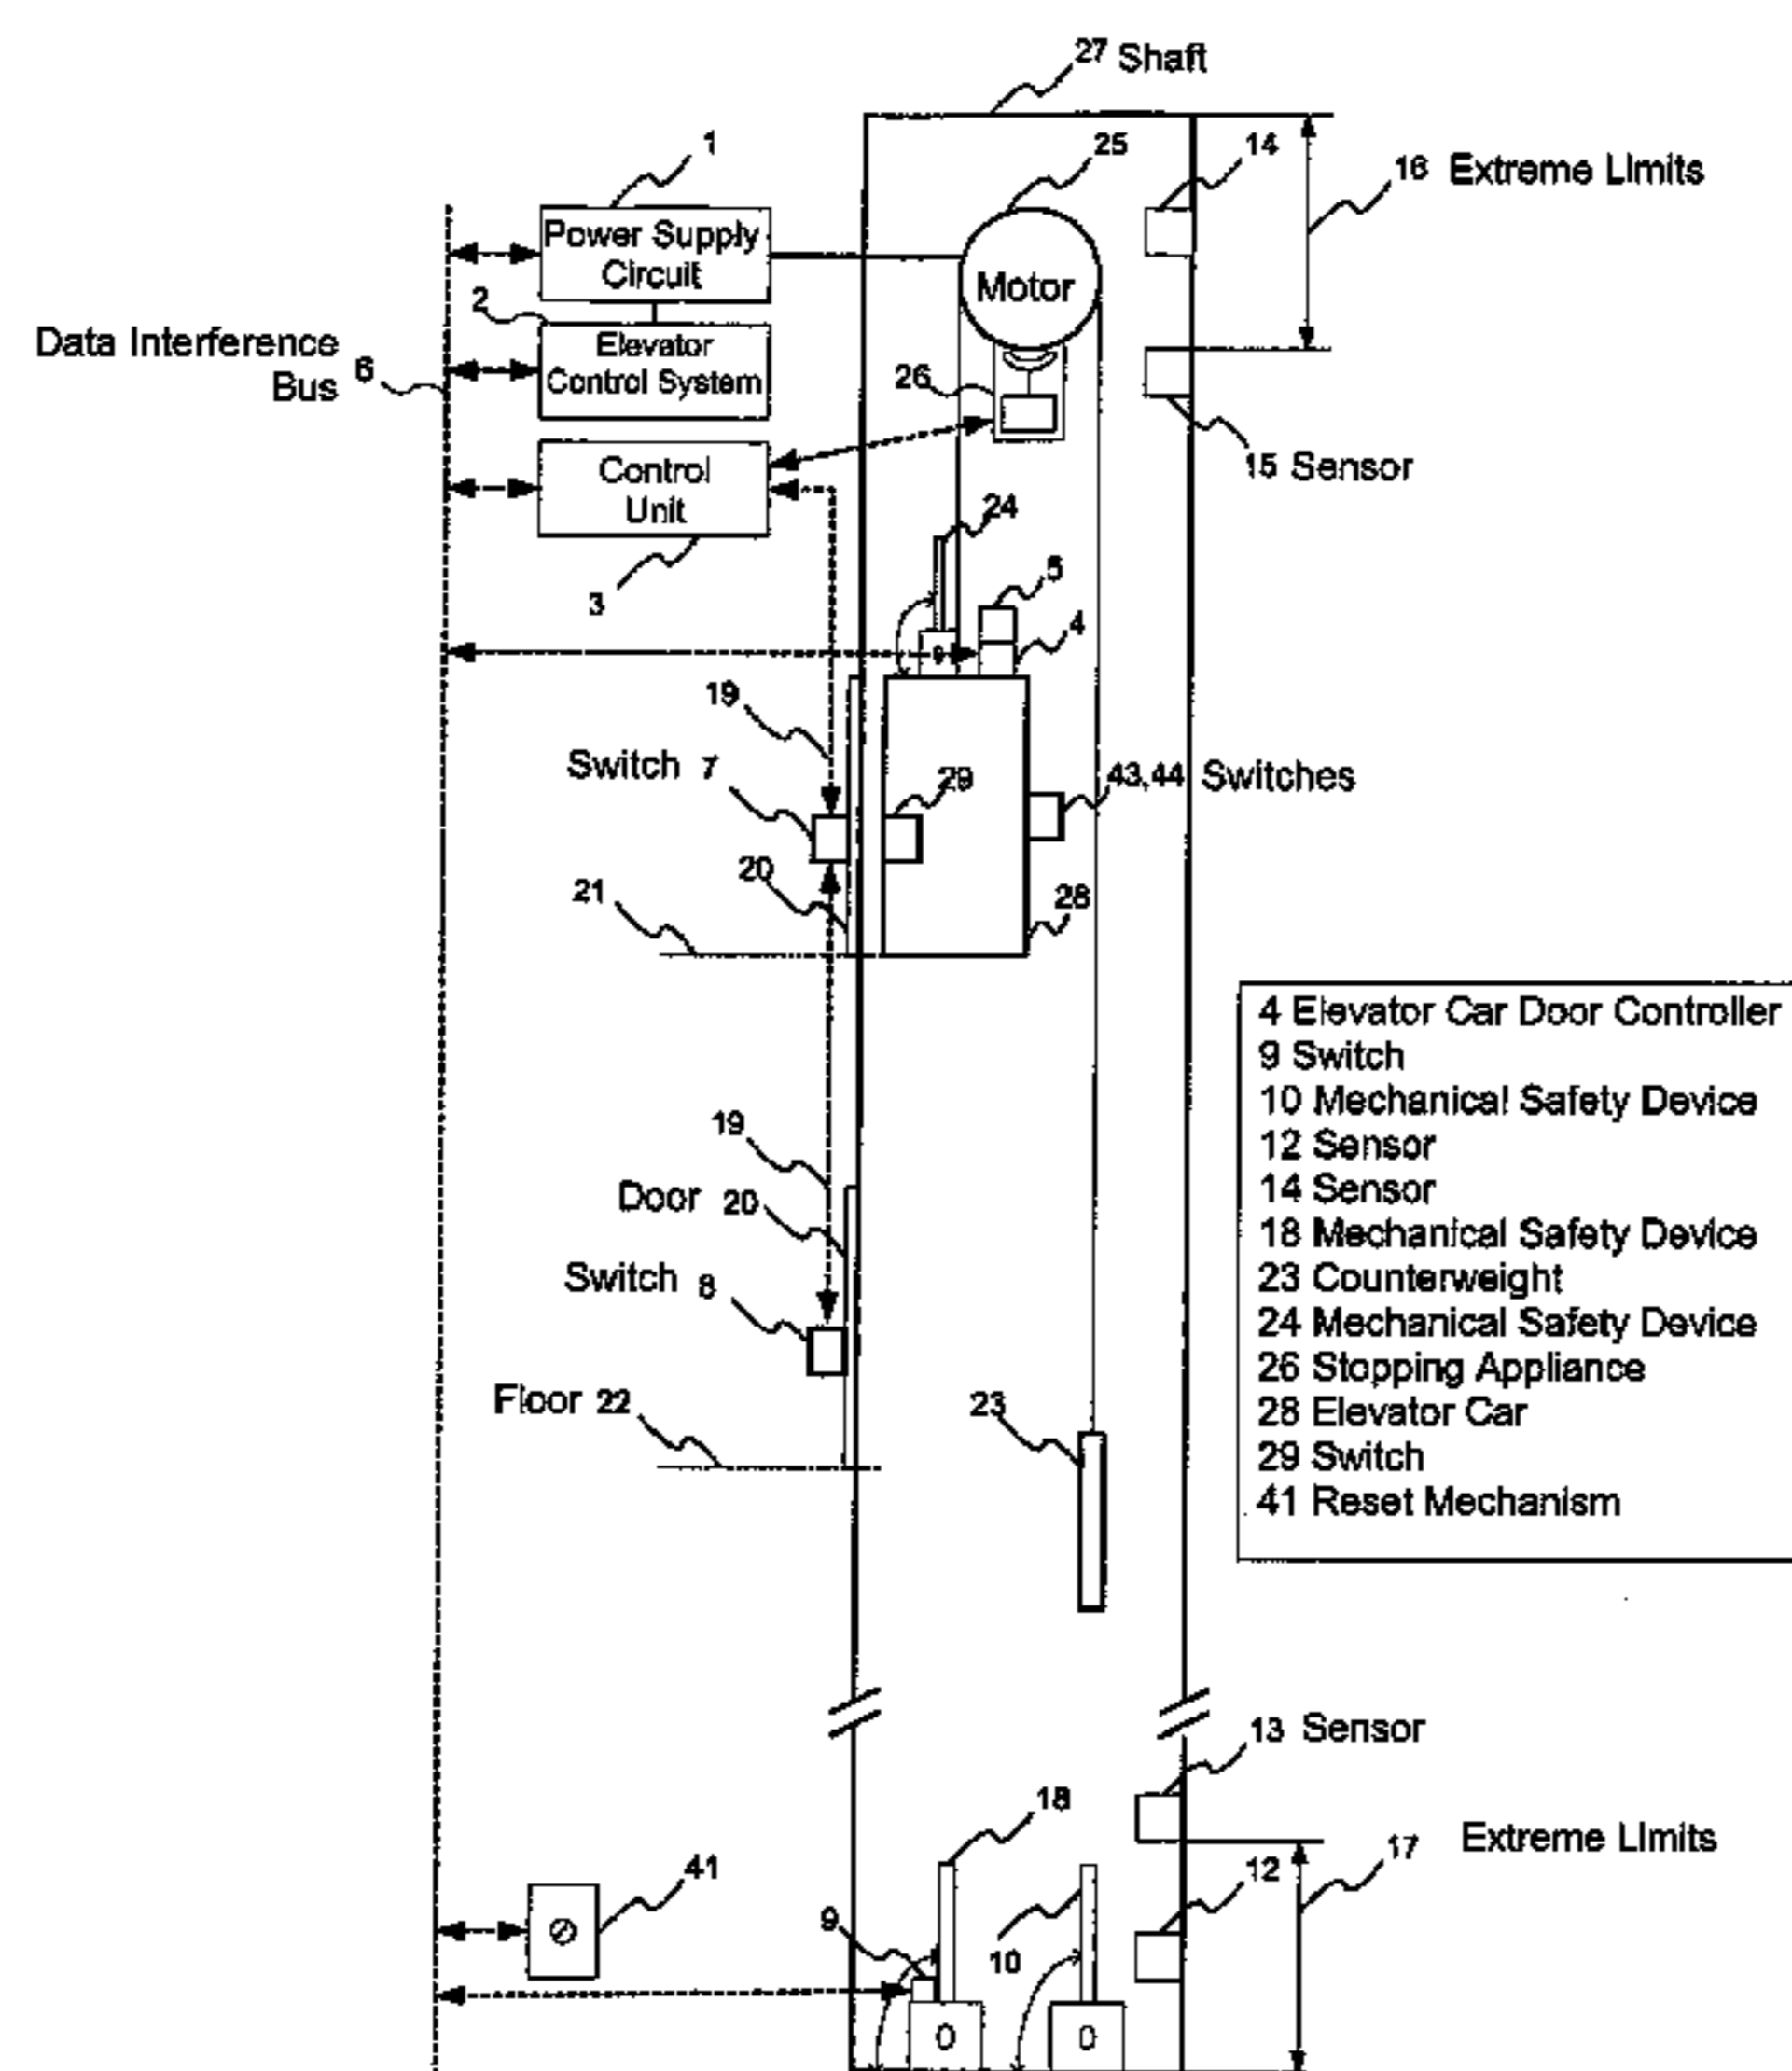 27 Shaft
1
25
14
16 Extreme Limits
Power Supply
Circuit
Motor
2
Data Interference
Bus 6
Elevator
Control System
26
15 Sensor
Control
Unit
24
3
5
4
19
Switch 7
29
43,44 Switches
20
21
28
4 Elevator Car Door Controller
9 Switch
10 Mechanical Safety Device
12 Sensor
14 Sensor
18 Mechanical Safety Device
23 Counterweight
24 Mechanical Safety Device
26 Stopping Appliance
28 Elevator Car
29 Switch
41 Reset Mechanism
19
Door 20
Switch 8
Floor 22
23
13 Sensor
18
17 Extreme Limits
41
12
9
10
0
0